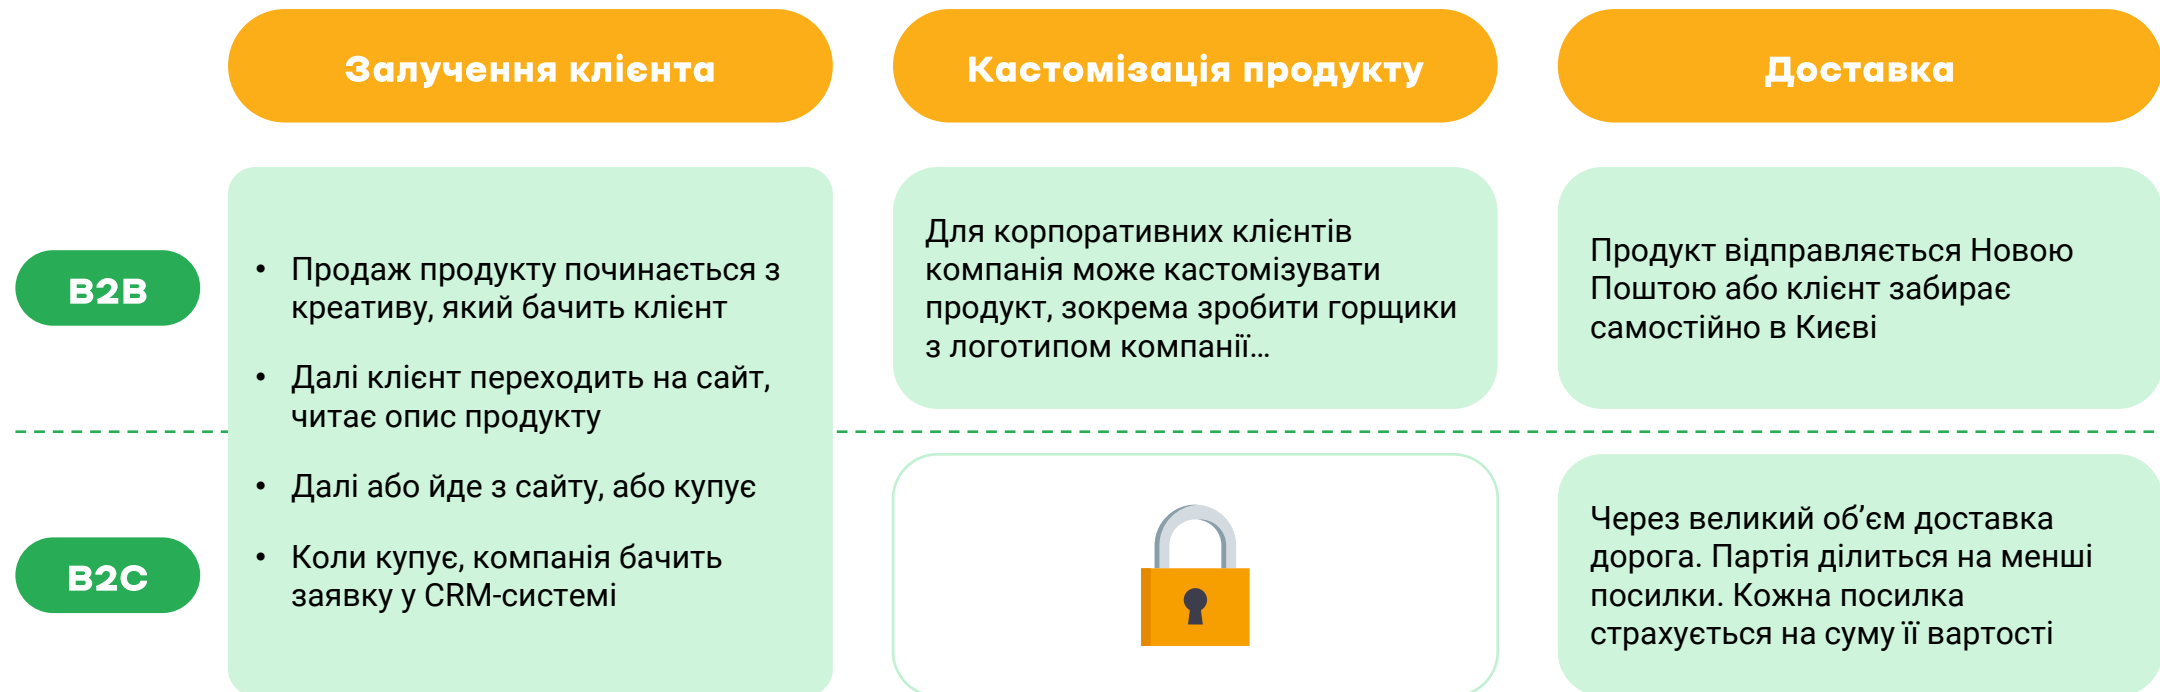 Залучення клієнта
Кастомізація продукту
Доставка
B2B
• Продаж продукту починається з
креативу, який бачить клієнт
• Далі клієнт переходить на сайт,
читає опис продукту
• Далі або йде з сайту, або купує
• Коли купує, компанія бачить
заявку у CRM-системі
Для корпоративних клієнтів
компанія може кастомізувати
продукт, зокрема зробити горщики
з логотипом компанії…
Продукт відправляється Новою
Поштою або клієнт забирає
самостійно в Києві
B2C
Через великий об’єм доставка
дорога. Партія ділиться на менші
посилки. Кожна посилка
страхується на суму її вартості